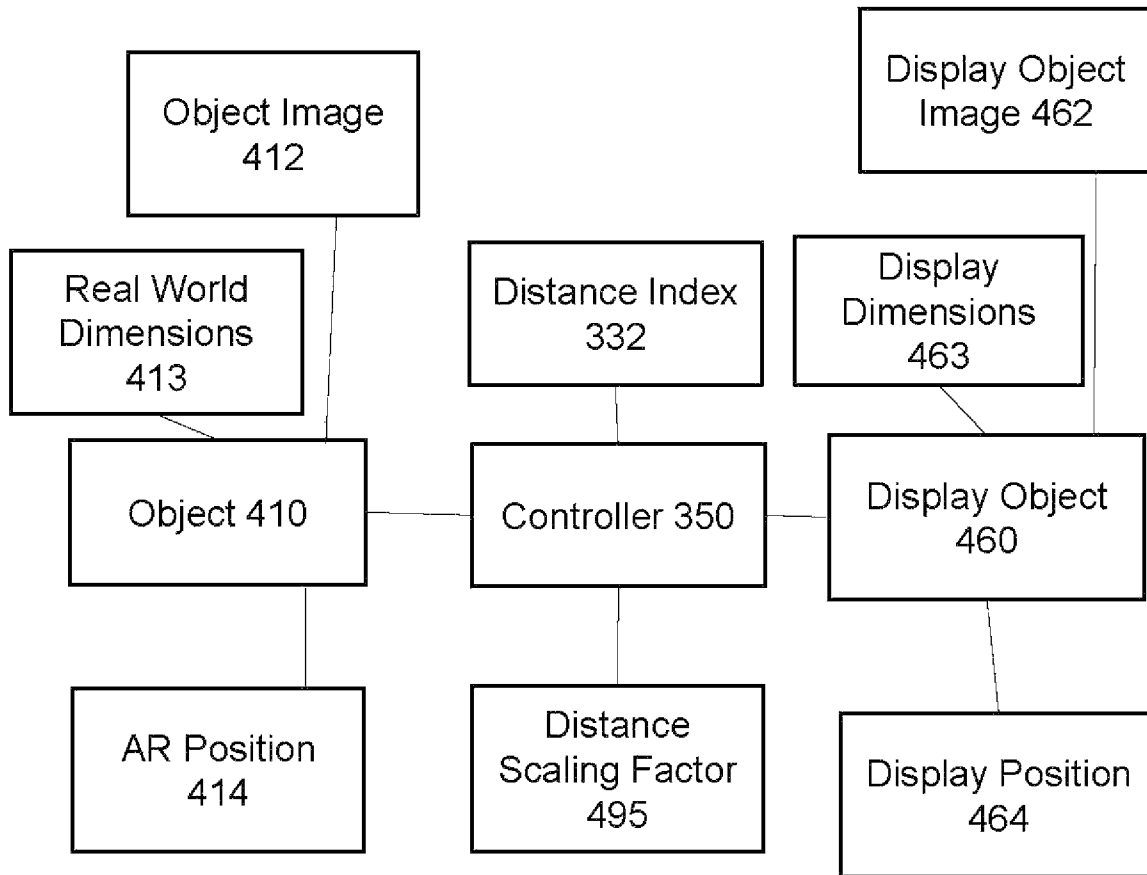 Object Image
412
Display Object
Image 462
Real World
Dimensions
413
Distance Index
332
Display
Dimensions
463
Object 410
Controller 350
Display Object
460
AR Position
414
Distance
Scaling Factor
495
Display Position
464